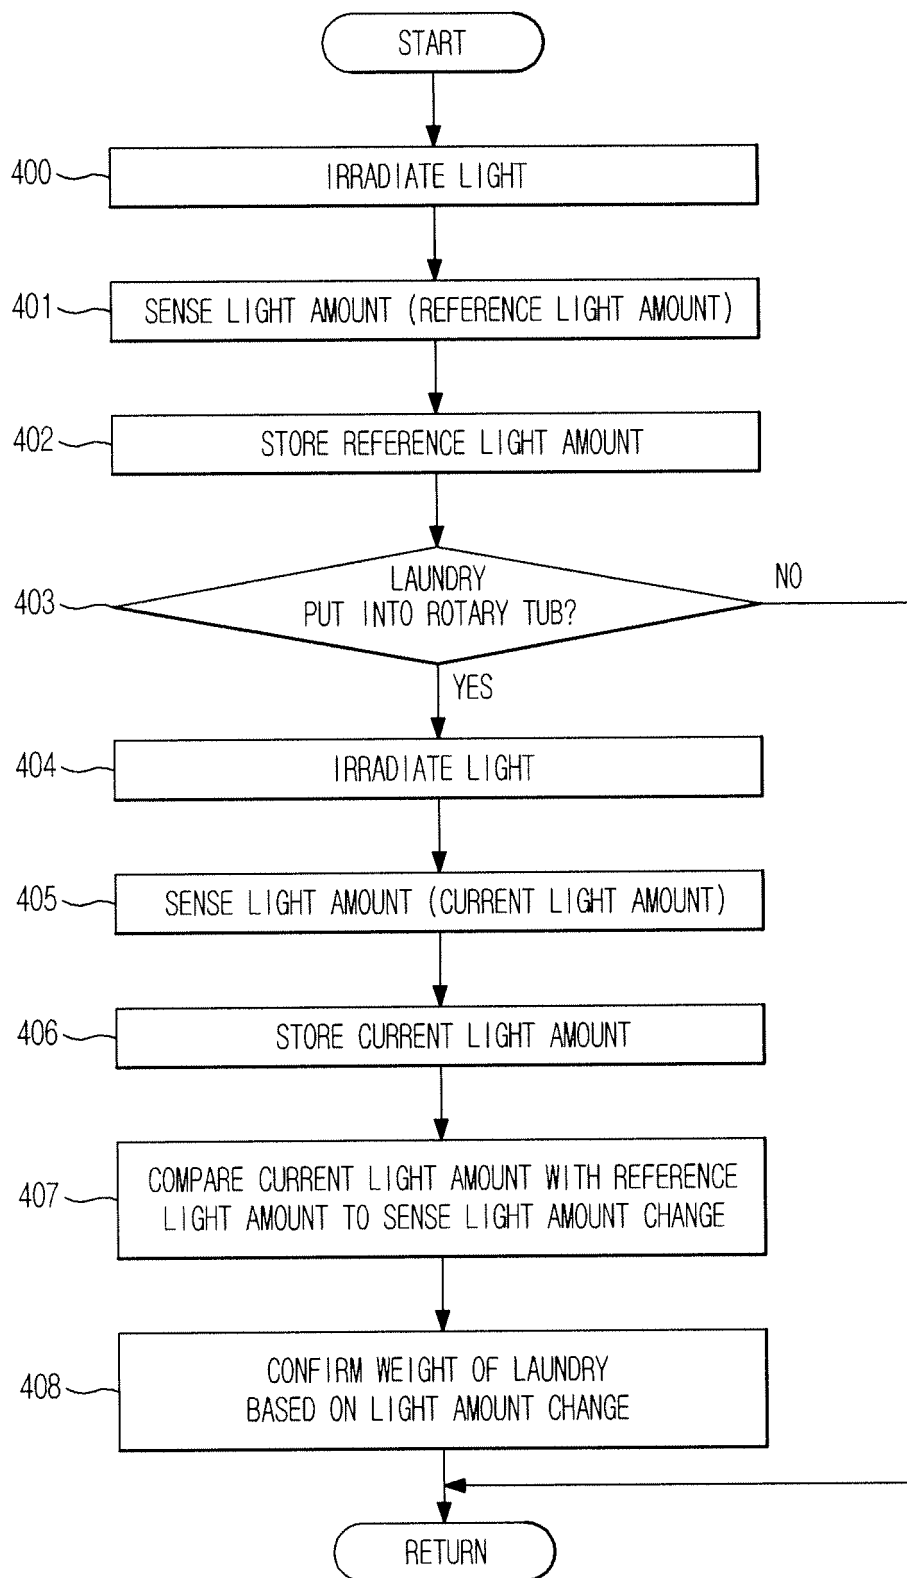 START
400
IRRADIATE LIGHT
401
SENSE LIGHT AMOUNT (REFERENCE LIGHT AMOUNT)
402
STORE REFERENCE LIGHT AMOUNT
403
LAUNDRY
PUT INTO ROTARY TUB?
NO
YES
404
IRRADIATE LIGHT
405
SENSE LIGHT AMOUNT (CURRENT LIGHT AMOUNT)
406
STORE CURRENT LIGHT AMOUNT
407
COMPARE CURRENT LIGHT AMOUNT WITH REFERENCE
LIGHT AMOUNT TO SENSE LIGHT AMOUNT CHANGE
408
CONFIRM WEIGHT OF LAUNDRY
BASED ON LIGHT AMOUNT CHANGE
RETURN